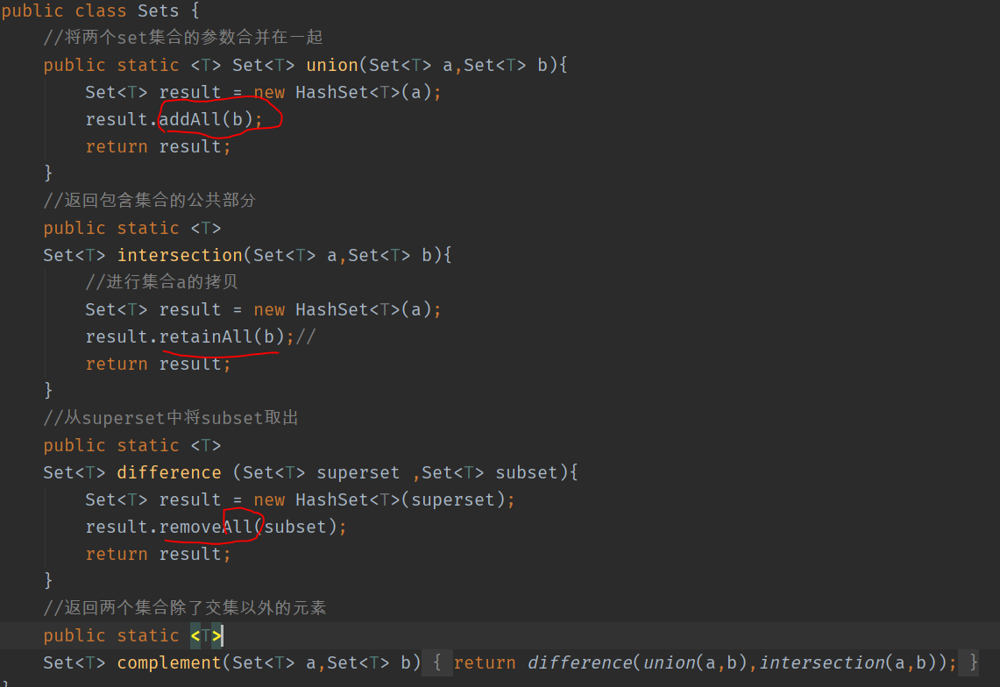 public class Sets {
    //将两个set集合的参数合并在一起
    public static <T> Set<T> union(Set<T> a,Set<T> b){
        Set<T> result = new HashSet<T>(a);
        result.addAll(b);
        return result;
    }
    //返回包含集合的公共部分
    public static <T>
    Set<T> intersection(Set<T> a,Set<T> b){
        //进行集合a的拷贝
        Set<T> result = new HashSet<T>(a);
        result.retainAll(b);//
        return result;
    }
    //从superset中将subset取出
    public static <T>
    Set<T> difference (Set<T> superset ,Set<T> subset){
        Set<T> result = new HashSet<T>(superset);
        result.removeAll(subset);
        return result;
    }
    //返回两个集合除了交集以外的元素
    public static <T>
    Set<T> complement(Set<T> a,Set<T> b) { return difference(union(a,b),intersection(a,b)); }
}